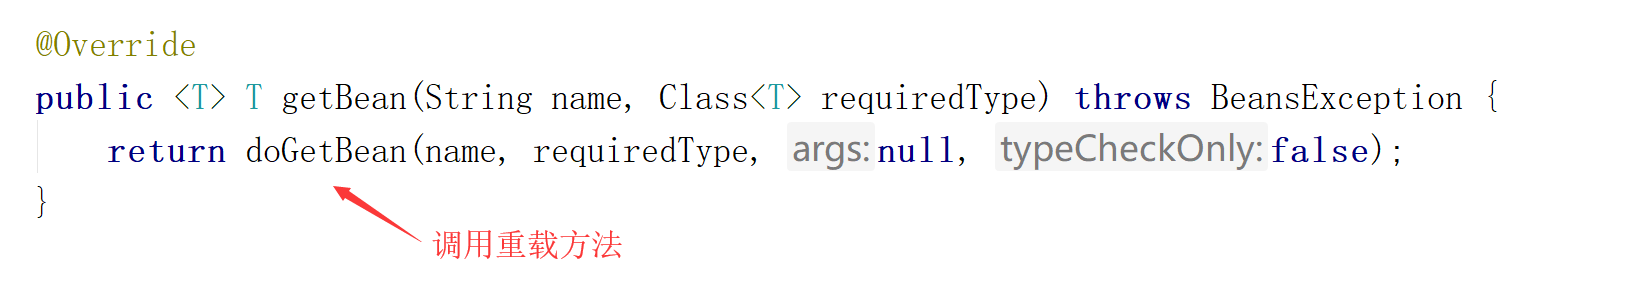 @Override
public <T> T getBean(String name, Class<T> requiredType) throws BeansException {
return doGetBean(name, requiredType, args: null, typeCheckOnly: false);
}
调用重载方法